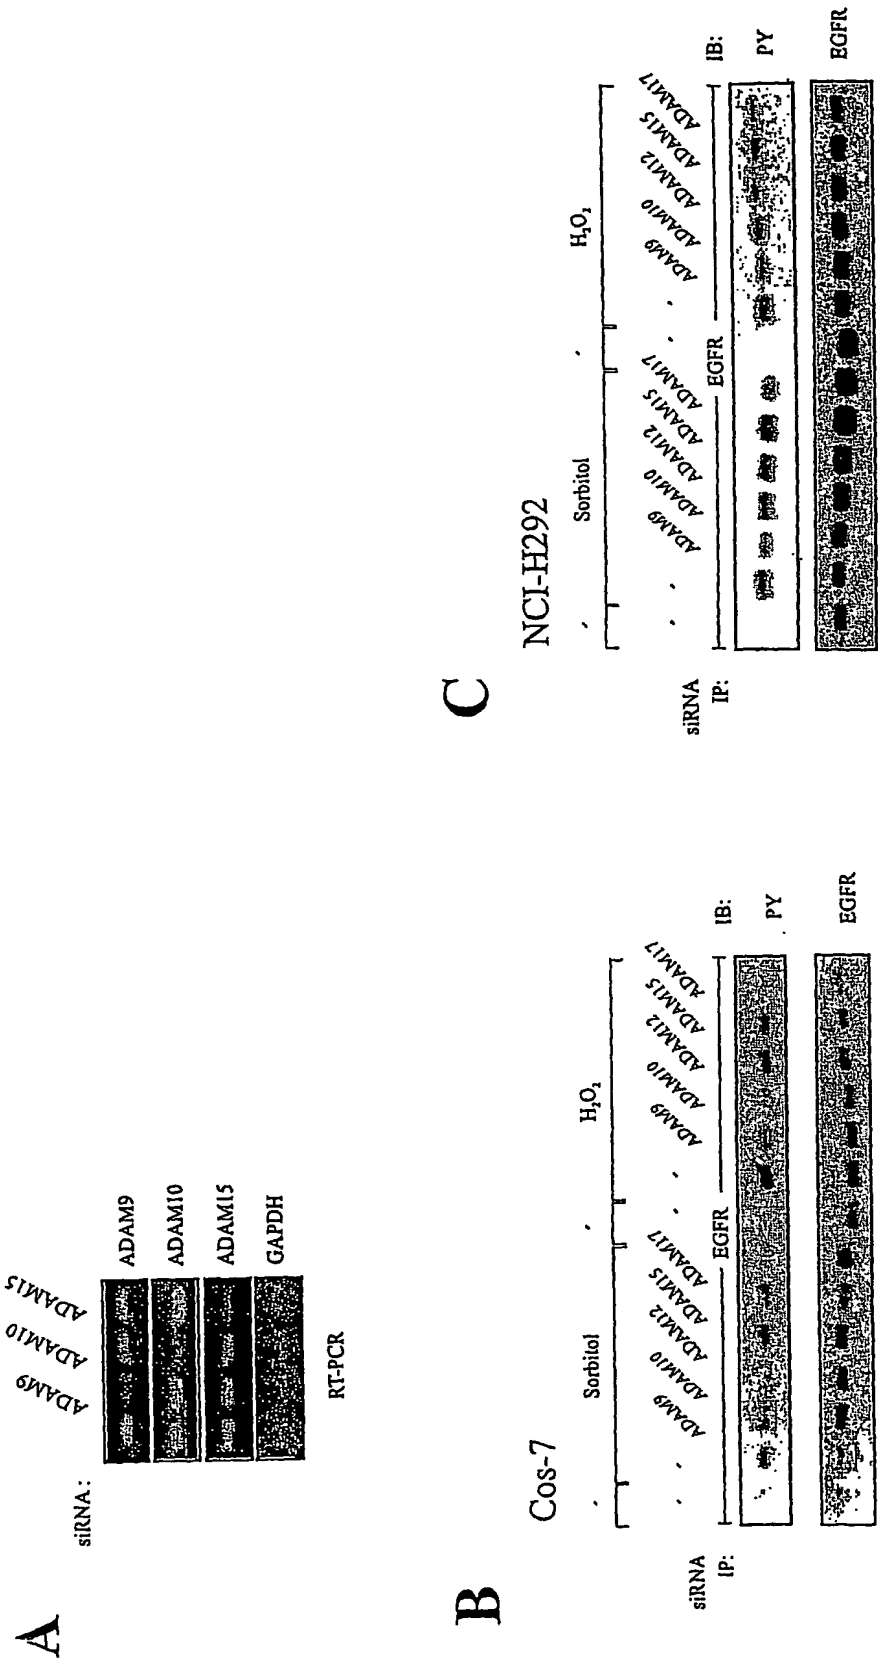 A
siRNA:
ADAM9 ADAM10 ADAM15
ADAM9
ADAM10
ADAM15
GAPDH
RT-PCR
B
Cos-7
- Sorbitol - H₂O₂
siRNA - - ADAM9 ADAM10 ADAM12 ADAM15 ADAM17 - - ADAM9 ADAM10 ADAM12 ADAM15 ADAM17
IP: EGFR IB:
PY
EGFR
C
NCI-H292
- Sorbitol - H₂O₂
siRNA - - ADAM9 ADAM10 ADAM12 ADAM15 ADAM17 - - ADAM9 ADAM10 ADAM12 ADAM15 ADAM17
IP: EGFR IB:
PY
EGFR